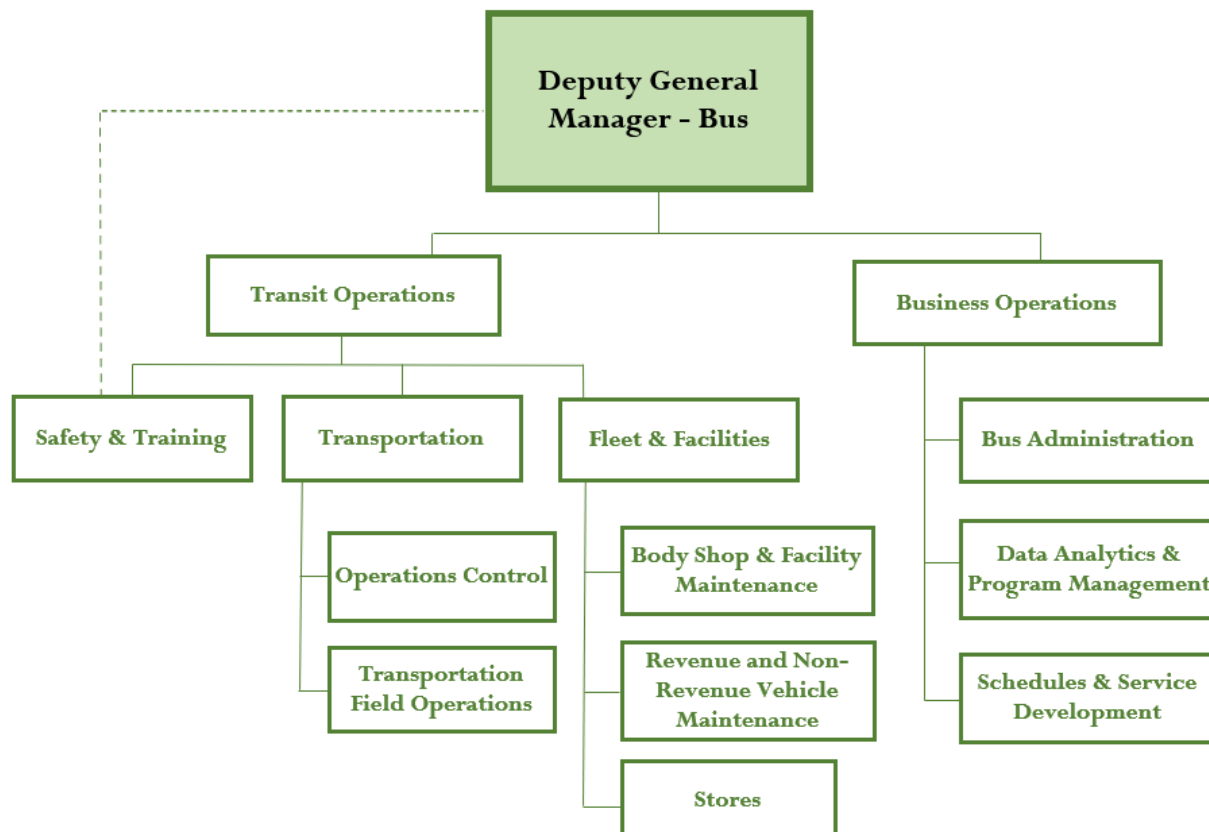 Deputy General
Manager - Bus
Transit Operations
Business Operations
Safety & Training
Transportation
Fleet & Facilities
Bus Administration
Operations Control
Body Shop & Facility
Maintenance
Data Analytics &
Program Management
Transportation
Field Operations
Revenue and Non-
Revenue Vehicle
Maintenance
Schedules & Service
Development
Stores